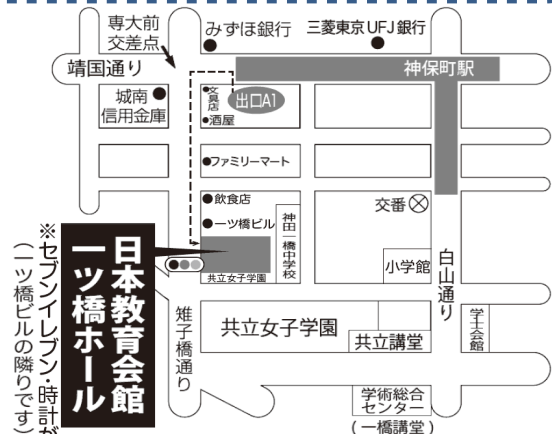 専大前
交差点
みずほ銀行
三菱東京UFJ銀行
靖国通り
神保町駅
城南
信用金庫
文具店
出口A1
酒屋
ファミリーマート
飲食店
一ツ橋ビル
神田一橋中学校
交番
共立女子学園
小学館
白山通り
日本教育会館
一ツ橋ホール
※セブンイレブン・時計が
(一ツ橋ビルの隣りです)
雉子橋通り
共立女子学園
共立講堂
学士会館
学術総合
センター
(一橋講堂)